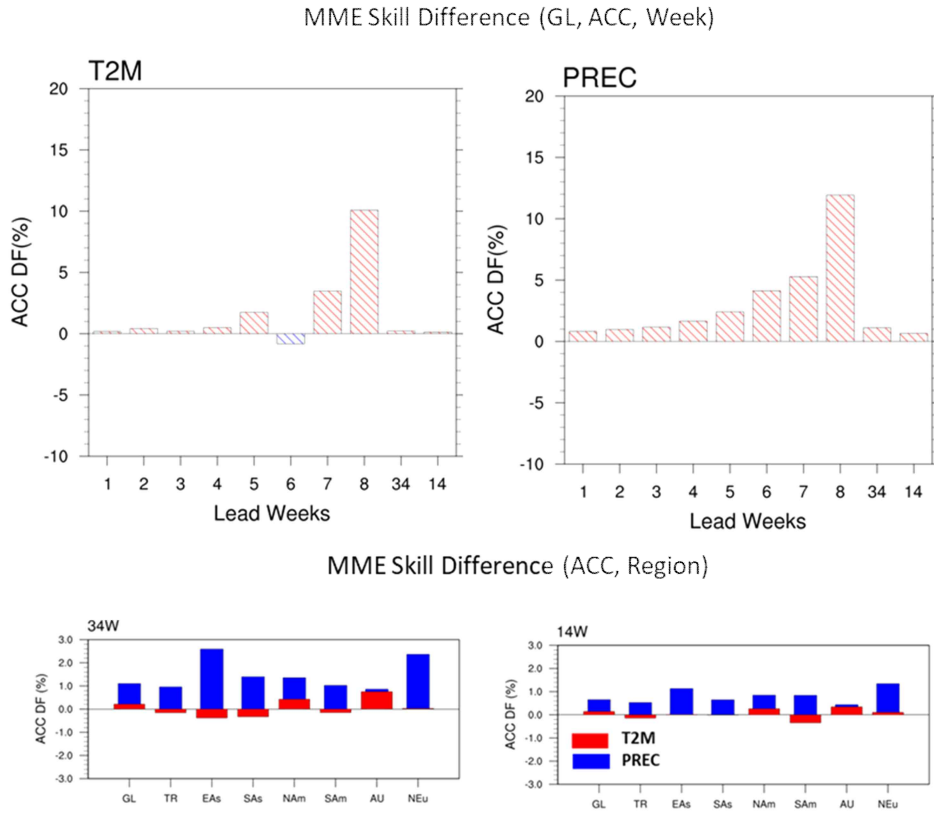 MME Skill Difference (GL, ACC, Week)
T2M
20
15
10
5
0
-5
-10
ACC DF(%)
1 2 3 4 5 6 7 8 34 14
Lead Weeks
PREC
20
15
10
5
0
-5
-10
ACC DF(%)
1 2 3 4 5 6 7 8 34 14
Lead Weeks
MME Skill Difference (ACC, Region)
34W
3.0
2.0
1.0
0.0
-1.0
-2.0
-3.0
ACC DF (%)
GL TR EAs SAs NAm SAm AU NEu
14W
3.0
2.0
1.0
0.0
-1.0
-2.0
-3.0
ACC DF (%)
T2M
PREC
GL TR EAs SAs NAm SAm AU NEu